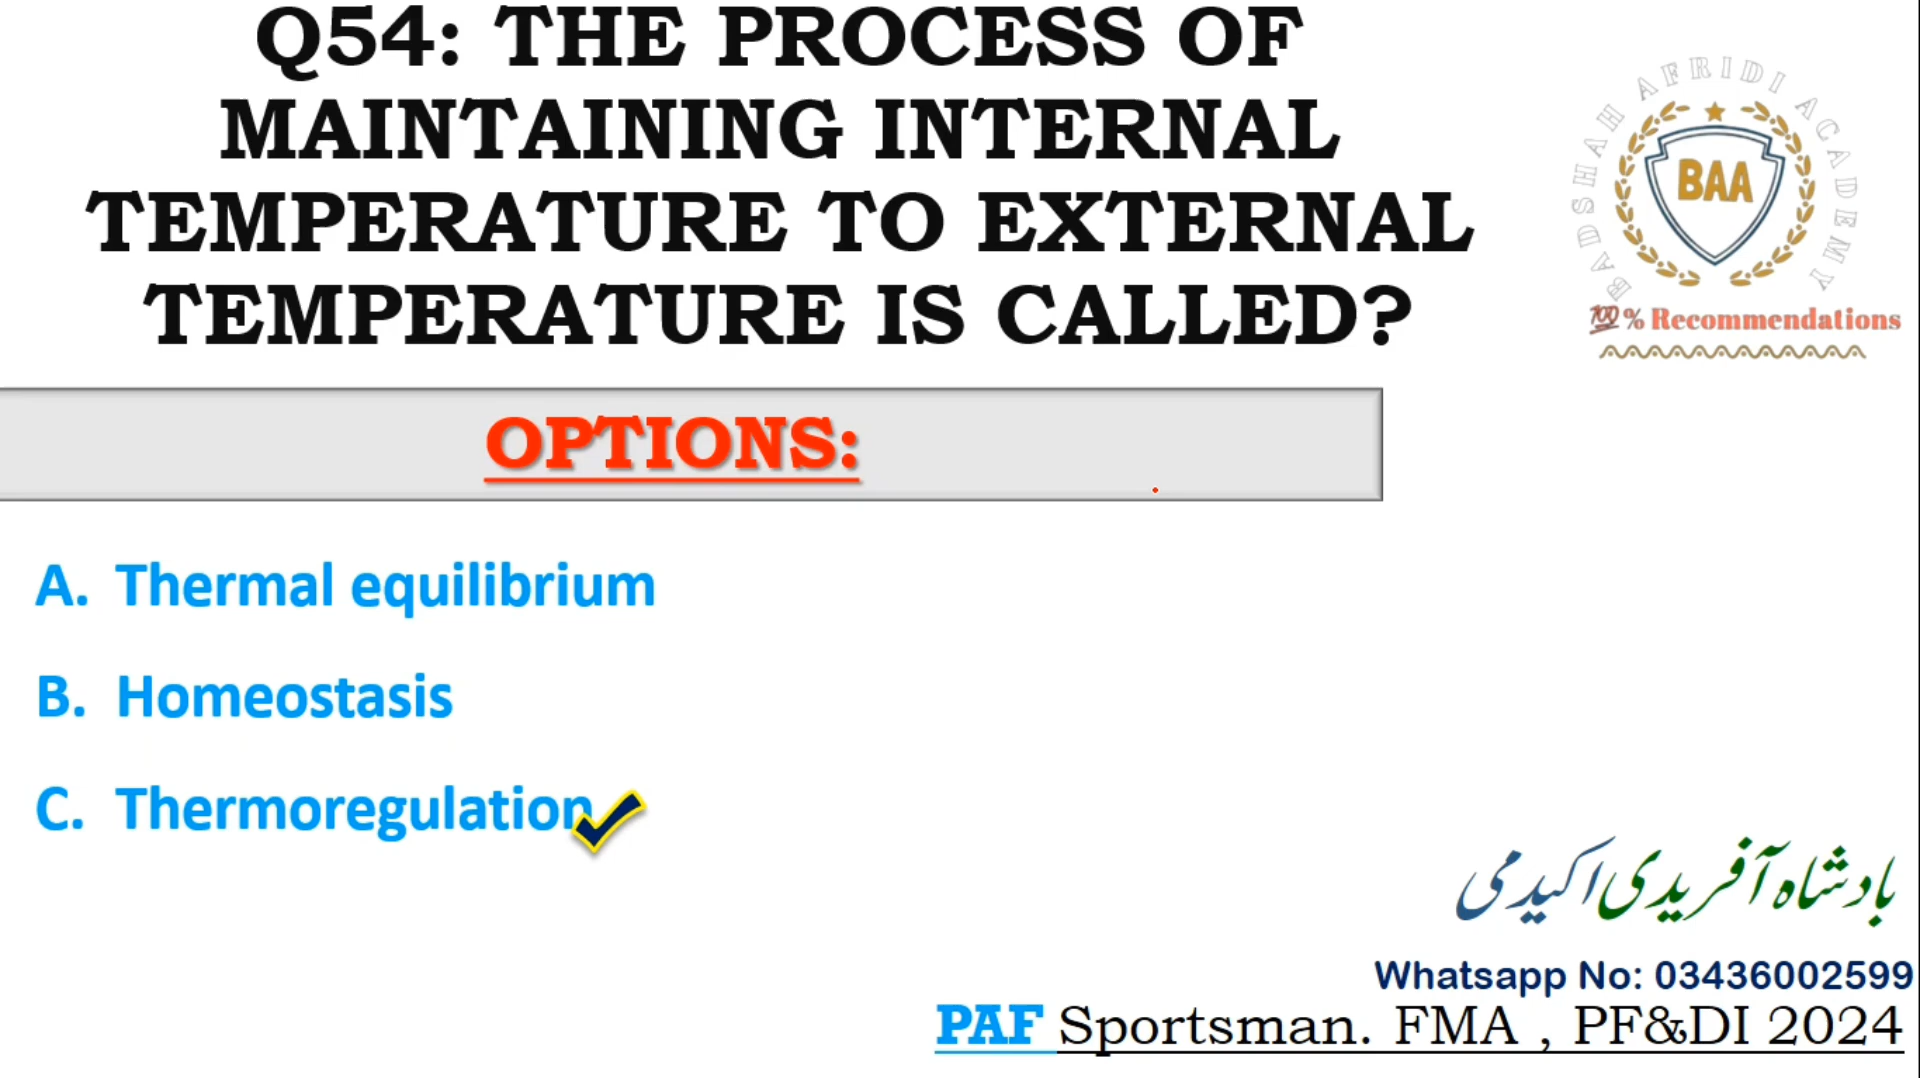 Q54: THE PROCESS OF
MAINTAINING INTERNAL
TEMPERATURE TO EXTERNAL
TEMPERATURE IS CALLED?
BADSHAH AFRIDI ACADEMY
BAA
💯% Recommendations
OPTIONS:
A. Thermal equilibrium
B. Homeostasis
C. Thermoregulation
بادشاہ آفریدی اکیڈمی
Whatsapp No: 03436002599
PAF Sportsman. FMA , PF&DI 2024